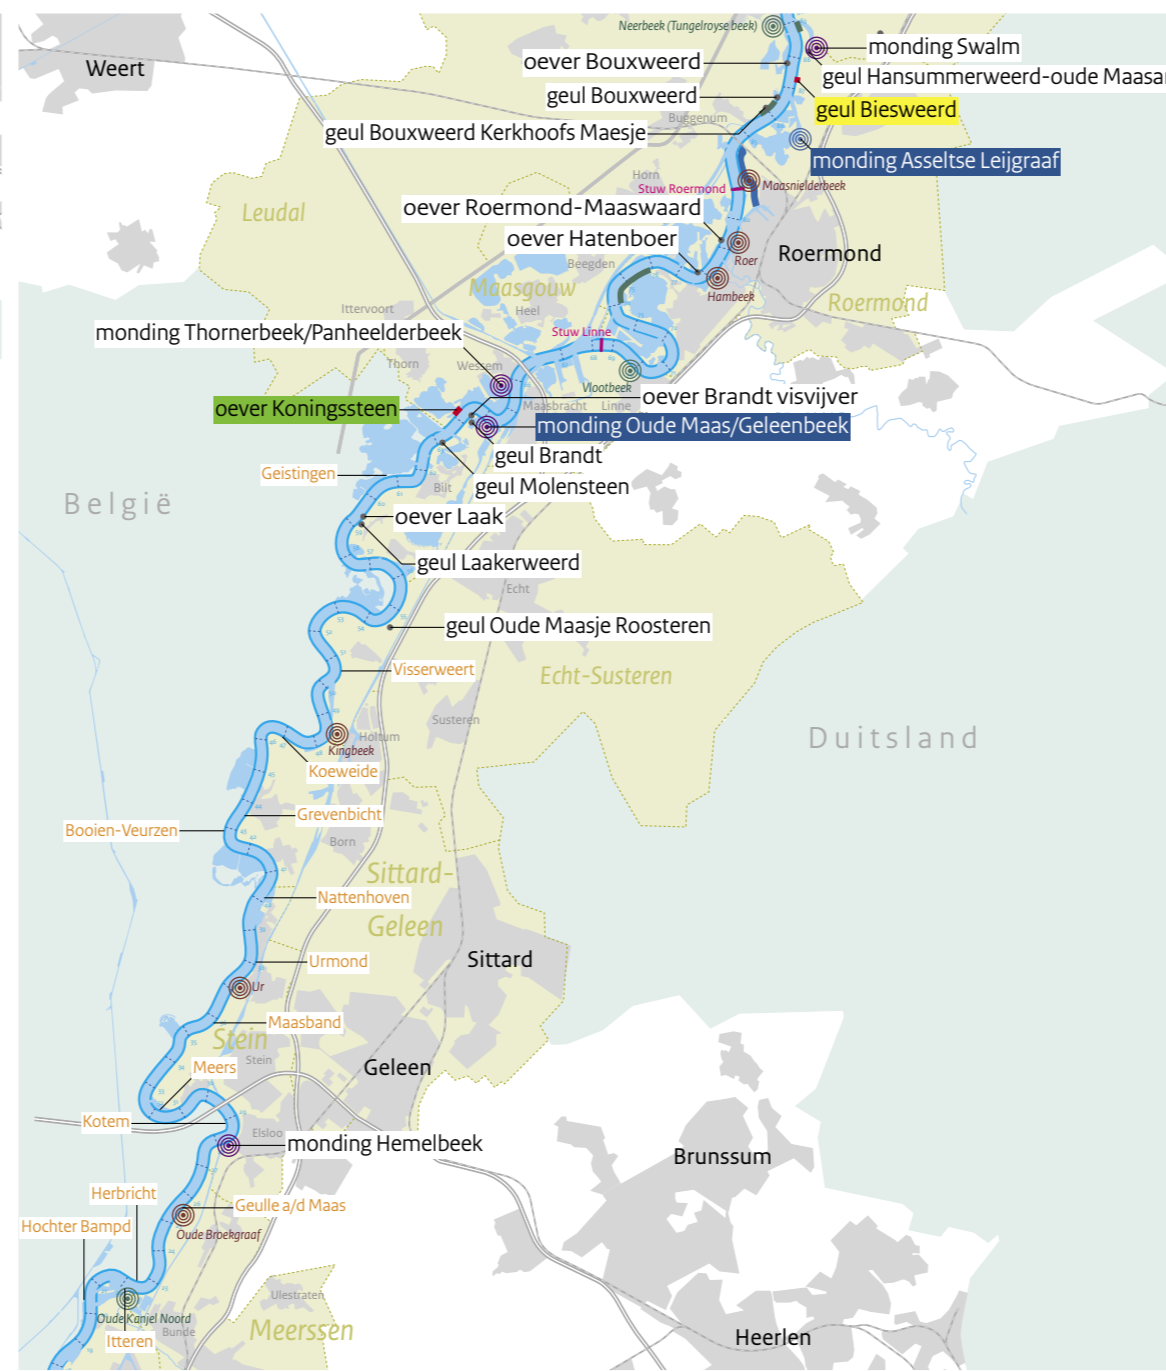 Neerbeek (Tungelroyse beek)
monding Swalm
Weert
oever Bouxweerd
geul Hansummerweerd-oude Maasar
geul Bouxweerd
geul Biesweerd
Buggenum
geul Bouxweerd Kerkhoofs Maesje
monding Asseltse Leijgraaf
Horn
Stuw Roermond
Maasnielderbeek
Leudal
oever Roermond-Maaswaard
oever Hatenboer
Roermond
Roer
Beegden
Maasgouw
Hambeek
Roermond
Ittervoort
Heel
monding Thornerbeek/Panheelderbeek
Stuw Linne
Thorn
Wessem
Vlootbeek
oever Brandt visvijver
oever Koningssteen
Maasbracht
Linne
monding Oude Maas/Geleenbeek
geul Brandt
Geistingen
Bilt
geul Molensteen
België
oever Laak
geul Laakerweerd
Echt
geul Oude Maasje Roosteren
Visserweert
Echt-Susteren
Susteren
Holtum
Kingbeek
Duitsland
Koeweide
Grevenbicht
Booien-Veurzen
Born
Sittard-
Geleen
Nattenhoven
Sittard
Urmond
Ur
Maasband
Stein
Stein
Meers
Geleen
Kotem
Elsloo
monding Hemelbeek
Brunssum
Herbricht
Geulle a/d Maas
Hochter Bampd
Oude Broekgraaf
Ulestraten
Oude Kanjel Noord
Bunde
Itteren
Meerssen
Heerlen